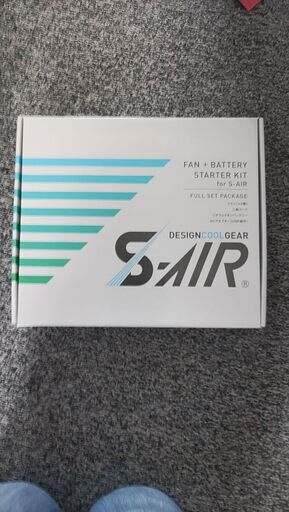 FAN + BATTERY
STARTER KIT
for S-AIR
FULL SET PACKAGE
DESIGNCOOLGEAR
S-AIR®